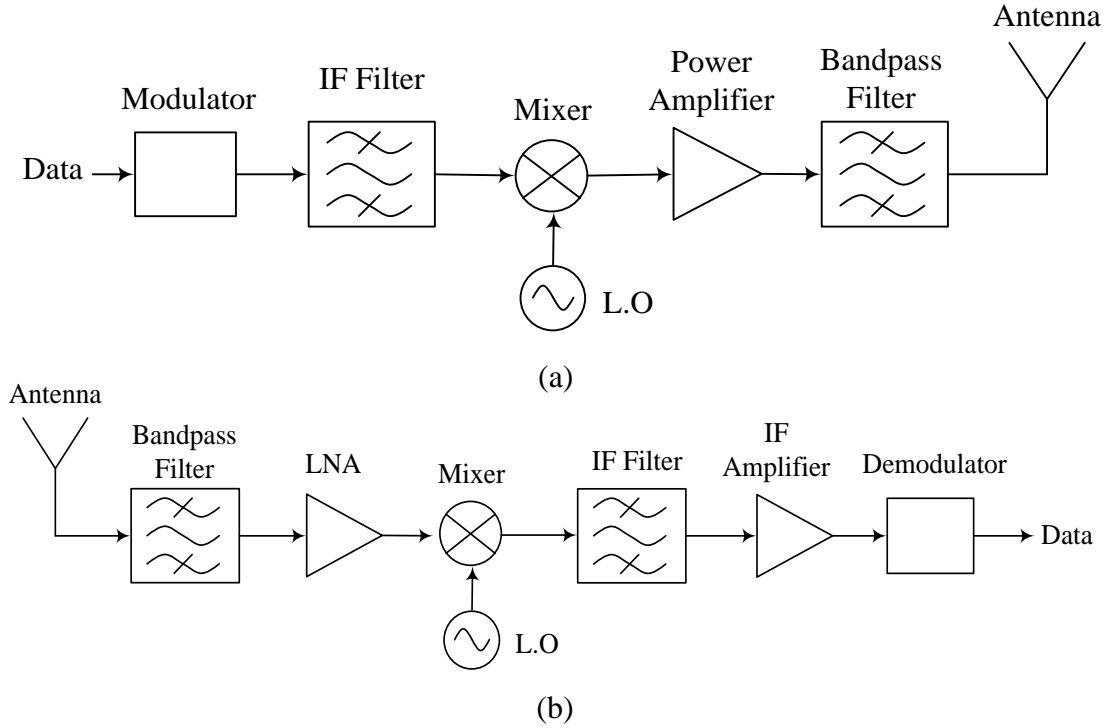 Antenna
Power
Amplifier
Bandpass
Filter
IF Filter
Modulator
Mixer
Data
L.O
(a)
Antenna
Bandpass
Filter
LNA
Mixer
IF Filter
IF
Amplifier
Demodulator
Data
L.O
(b)